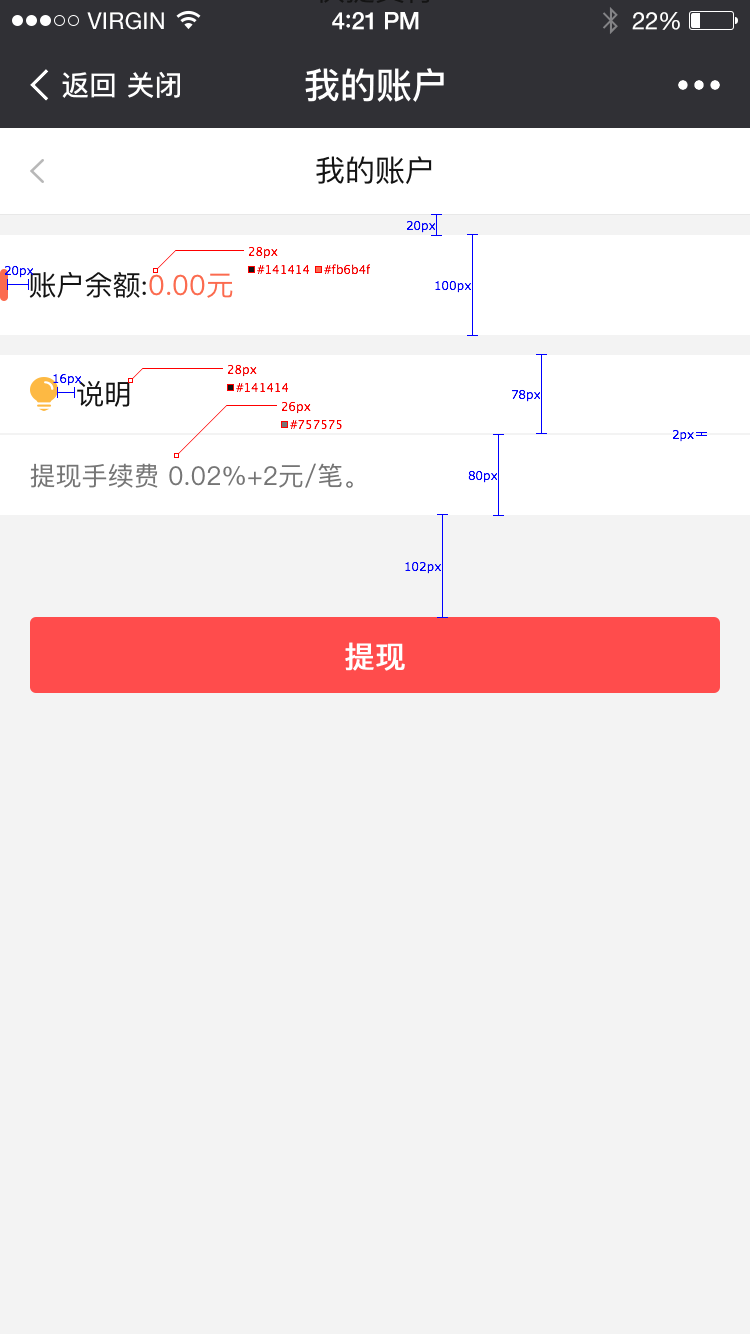 VIRGIN 4:21 PM 22%
返回 关闭 我的账户
我的账户
20px
28px
#141414 #fb6b4f
20px
账户余额:0.00元
100px
28px
16px
#141414
说明
78px
26px
#757575
2px
提现手续费 0.02%+2元/笔。
80px
102px
提现